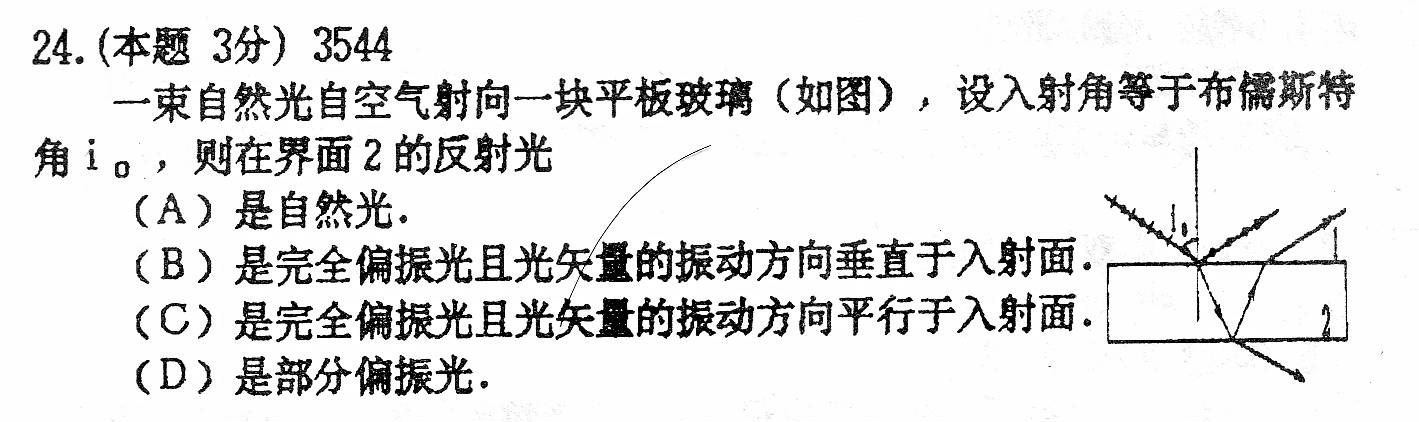 24.(本题 3分) 3544
一束自然光自空气射向一块平板玻璃（如图），设入射角等于布儒斯特
角 i₀ ，则在界面2的反射光
（A）是自然光.
（B）是完全偏振光且光矢量的振动方向垂直于入射面.
（C）是完全偏振光且光矢量的振动方向平行于入射面.
（D）是部分偏振光.
i₀
1
2